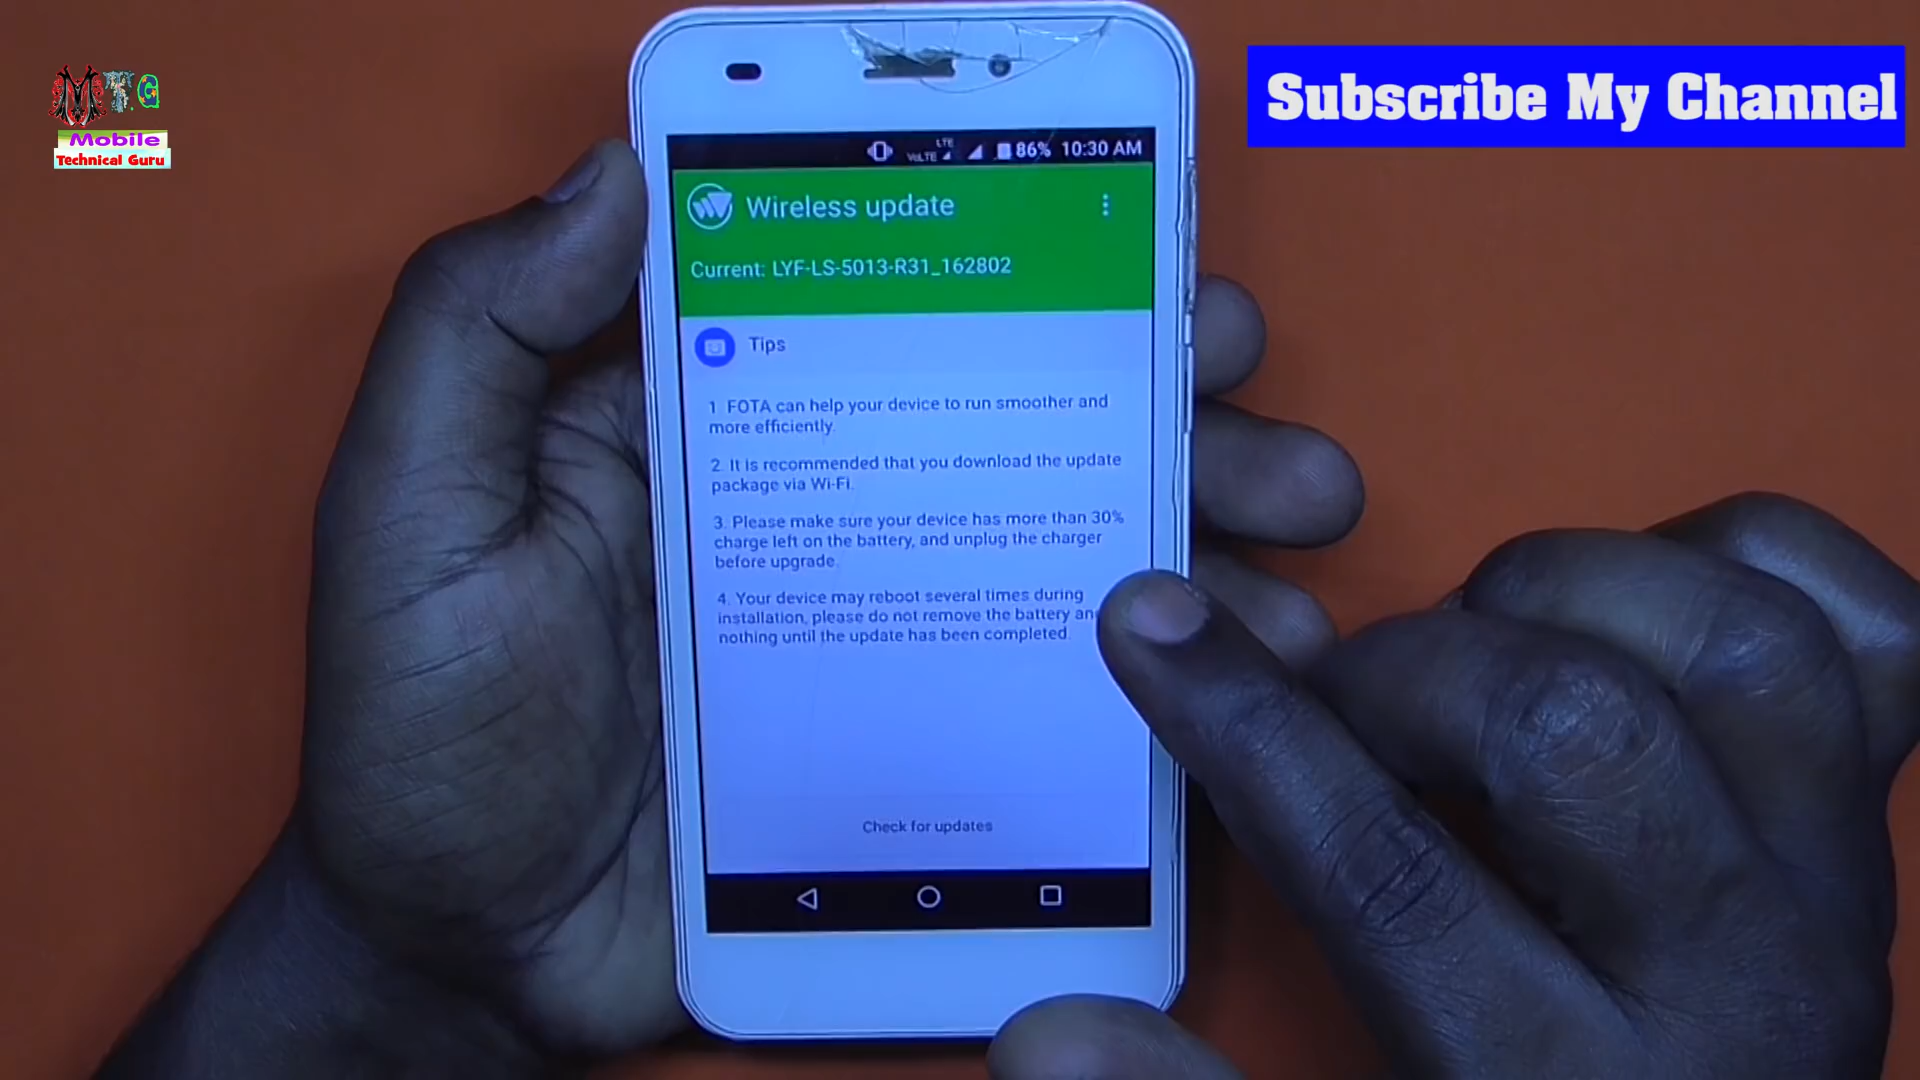 MTG
Mobile
Technical Guru
Subscribe My Channel
LTE
VoLTE
86% 10:30 AM
Wireless update
Current: LYF-LS-5013-R31_162802
Tips
1 FOTA can help your device to run smoother and
more efficiently.
2. It is recommended that you download the update
package via Wi-Fi.
3. Please make sure your device has more than 30%
charge left on the battery, and unplug the charger
before upgrade.
4. Your device may reboot several times during
installation, please do not remove the battery an
nothing until the update has been completed.
Check for updates